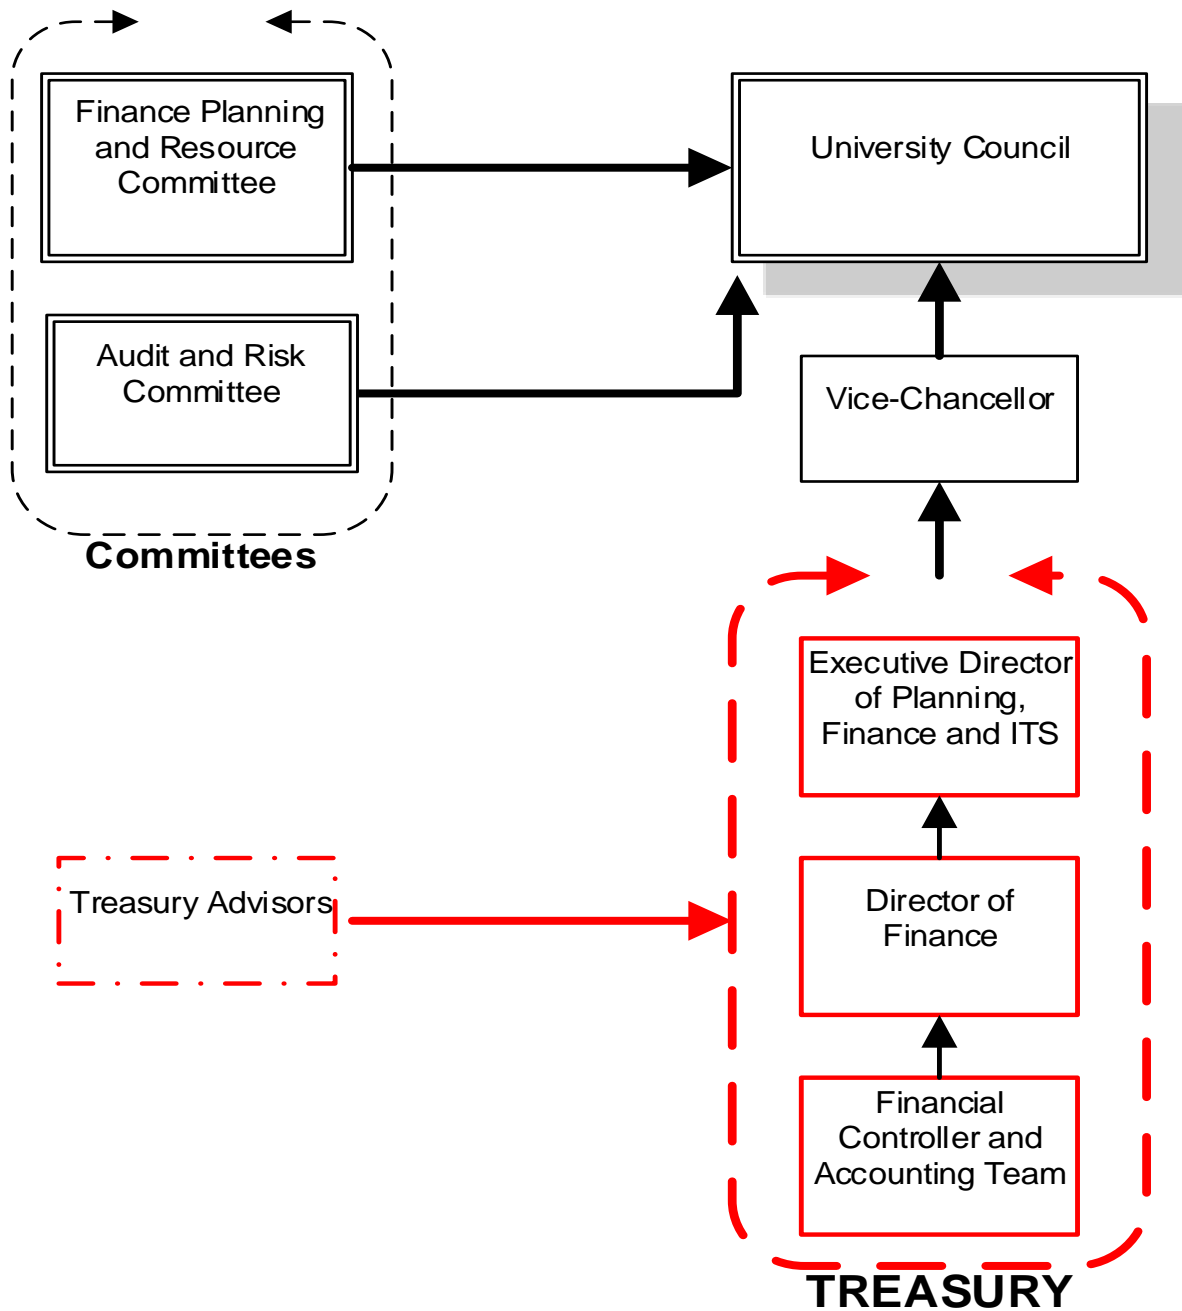 Finance Planning
and Resource
Committee
University Council
Audit and Risk
Committee
Vice-Chancellor
Committees
Executive Director
of Planning,
Finance and ITS
Treasury Advisors
Director of
Finance
Financial
Controller and
Accounting Team
TREASURY